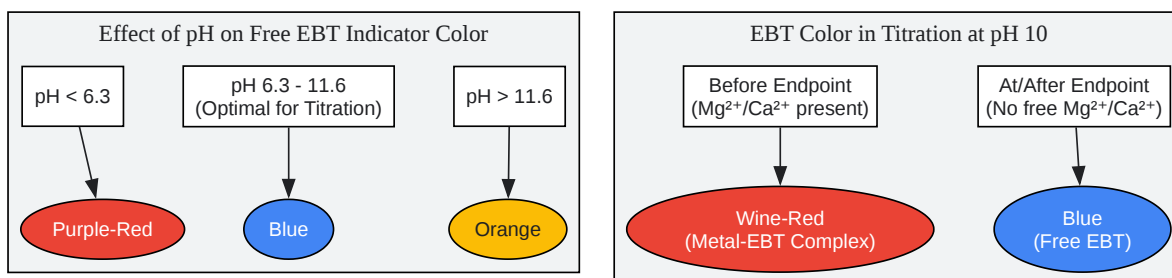 Effect of pH on Free EBT Indicator Color
pH < 6.3
pH 6.3 - 11.6
(Optimal for Titration)
pH > 11.6
Purple-Red
Blue
Orange
EBT Color in Titration at pH 10
Before Endpoint
(Mg²⁺/Ca²⁺ present)
At/After Endpoint
(No free Mg²⁺/Ca²⁺)
Wine-Red
(Metal-EBT Complex)
Blue
(Free EBT)